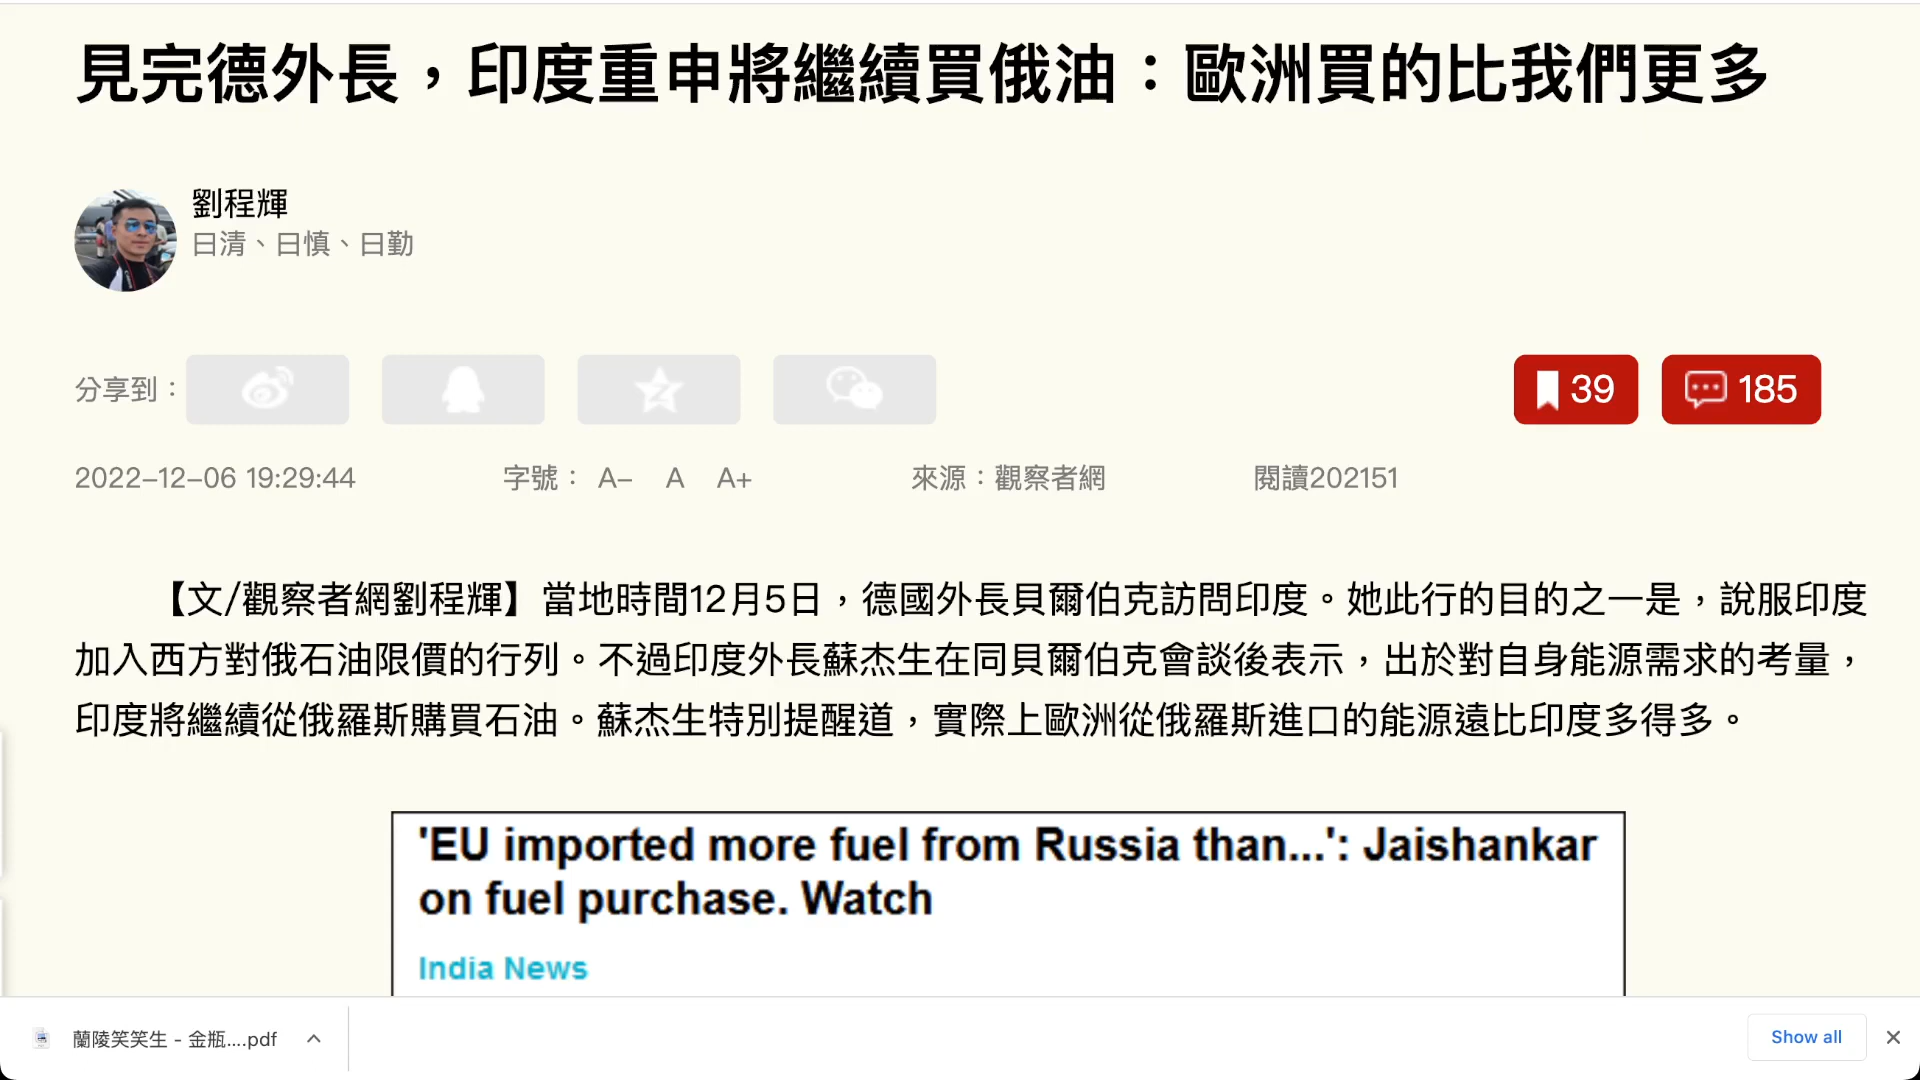 見完德外長，印度重申將繼續買俄油：歐洲買的比我們更多
劉程輝
日清、日慎、日勤
分享到：
39
185
2022-12-06 19:29:44
字號： A- A A+
來源：觀察者網
閱讀202151
【文/觀察者網劉程輝】當地時間12月5日，德國外長貝爾伯克訪問印度。她此行的目的之一是，說服印度
加入西方對俄石油限價的行列。不過印度外長蘇杰生在同貝爾伯克會談後表示，出於對自身能源需求的考量，
印度將繼續從俄羅斯購買石油。蘇杰生特別提醒道，實際上歐洲從俄羅斯進口的能源遠比印度多得多。
'EU imported more fuel from Russia than...': Jaishankar
on fuel purchase. Watch
India News
蘭陵笑笑生 - 金瓶....pdf
Show all